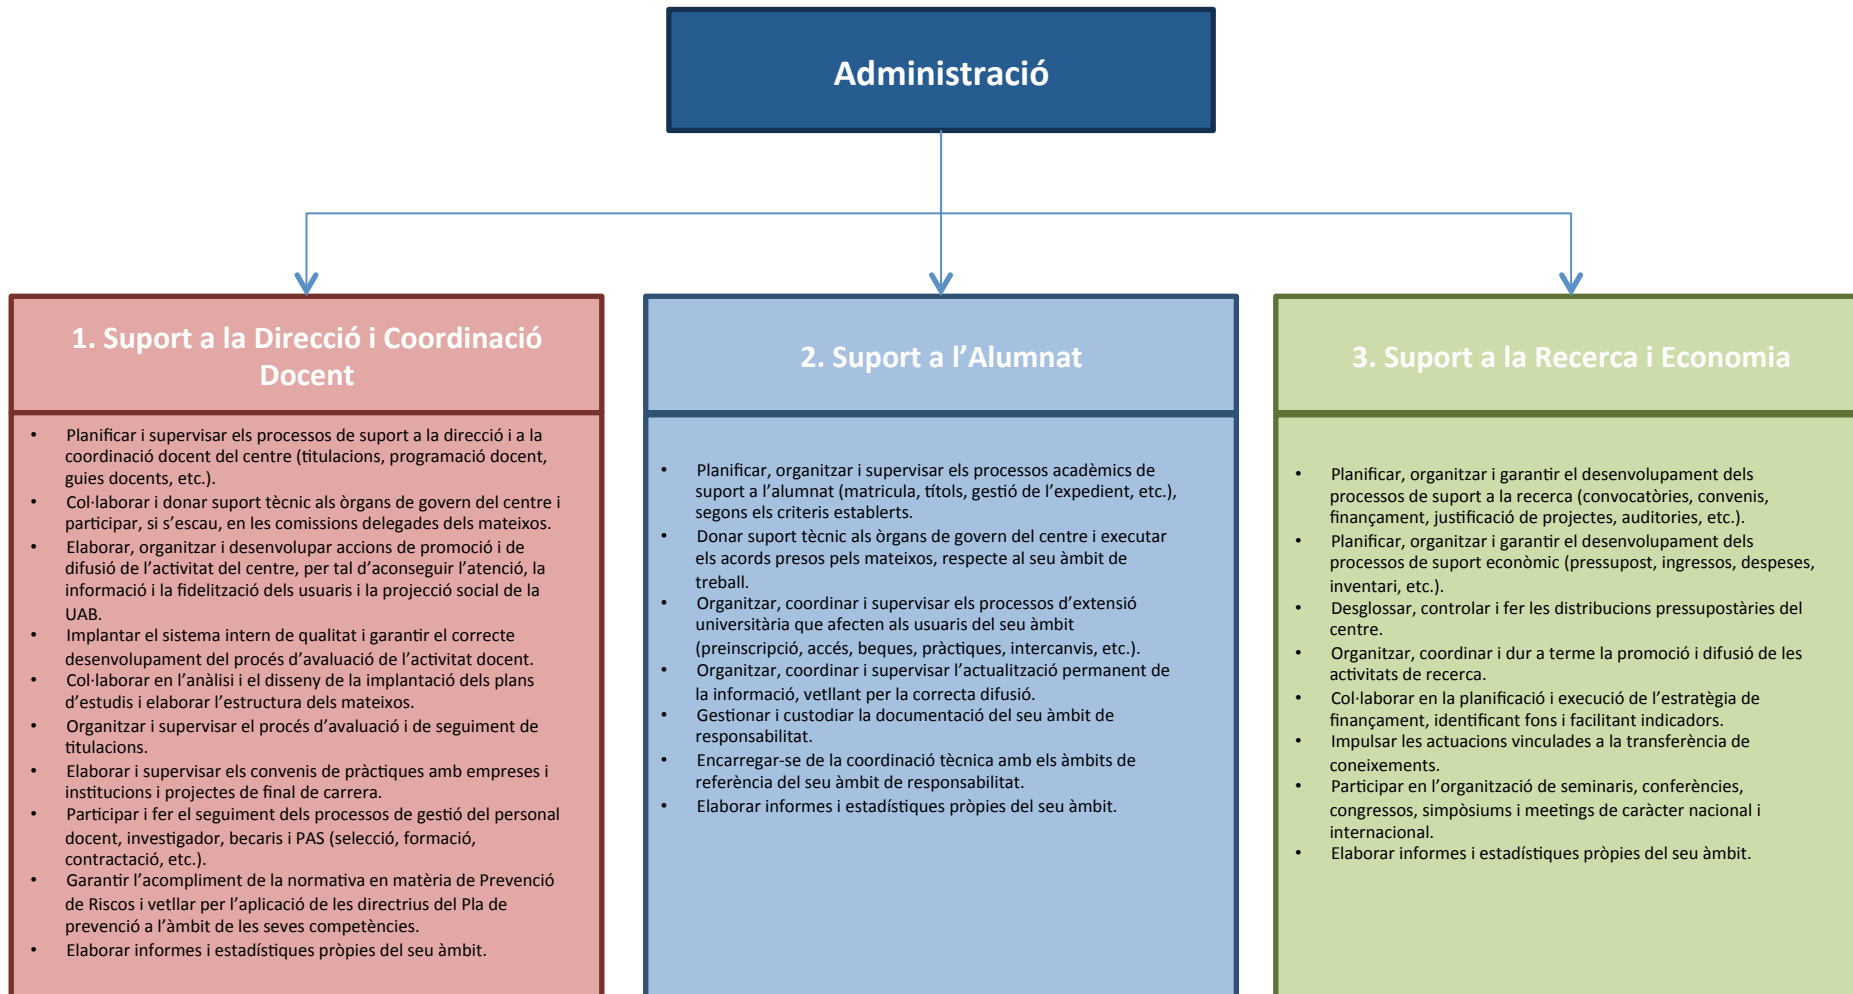 Administració
1. Suport a la Direcció i Coordinació
Docent
• Planificar i supervisar els processos de suport a la direcció i a la
coordinació docent del centre (titulacions, programació docent,
guies docents, etc.).
• Col·laborar i donar suport tècnic als òrgans de govern del centre i
participar, si s’escau, en les comissions delegades dels mateixos.
• Elaborar, organitzar i desenvolupar accions de promoció i de
difusió de l’activitat del centre, per tal d’aconseguir l’atenció, la
informació i la fidelització dels usuaris i la projecció social de la
UAB.
• Implantar el sistema intern de qualitat i garantir el correcte
desenvolupament del procés d’avaluació de l’activitat docent.
• Col·laborar en l’anàlisi i el disseny de la implantació dels plans
d’estudis i elaborar l’estructura dels mateixos.
• Organitzar i supervisar el procés d’avaluació i de seguiment de
titulacions.
• Elaborar i supervisar els convenis de pràctiques amb empreses i
institucions i projectes de final de carrera.
• Participar i fer el seguiment dels processos de gestió del personal
docent, investigador, becaris i PAS (selecció, formació,
contractació, etc.).
• Garantir l’acompliment de la normativa en matèria de Prevenció
de Riscos i vetllar per l’aplicació de les directrius del Pla de
prevenció a l’àmbit de les seves competències.
• Elaborar informes i estadístiques pròpies del seu àmbit.
2. Suport a l’Alumnat
• Planificar, organitzar i supervisar els processos acadèmics de
suport a l’alumnat (matricula, títols, gestió de l’expedient, etc.),
segons els criteris establerts.
• Donar suport tècnic als òrgans de govern del centre i executar
els acords presos pels mateixos, respecte al seu àmbit de
treball.
• Organitzar, coordinar i supervisar els processos d’extensió
universitària que afecten als usuaris del seu àmbit
(preinscripció, accés, beques, pràctiques, intercanvis, etc.).
• Organitzar, coordinar i supervisar l’actualització permanent de
la informació, vetllant per la correcta difusió.
• Gestionar i custodiar la documentació del seu àmbit de
responsabilitat.
• Encarregar-se de la coordinació tècnica amb els àmbits de
referència del seu àmbit de responsabilitat.
• Elaborar informes i estadístiques pròpies del seu àmbit.
3. Suport a la Recerca i Economia
• Planificar, organitzar i garantir el desenvolupament dels
processos de suport a la recerca (convocatòries, convenis,
finançament, justificació de projectes, auditories, etc.).
• Planificar, organitzar i garantir el desenvolupament dels
processos de suport econòmic (pressupost, ingressos, despeses,
inventari, etc.).
• Desglossar, controlar i fer les distribucions pressupostàries del
centre.
• Organitzar, coordinar i dur a terme la promoció i difusió de les
activitats de recerca.
• Col·laborar en la planificació i execució de l’estratègia de
finançament, identificant fons i facilitant indicadors.
• Impulsar les actuacions vinculades a la transferència de
coneixements.
• Participar en l’organització de seminaris, conferències,
congressos, simpòsiums i meetings de caràcter nacional i
internacional.
• Elaborar informes i estadístiques pròpies del seu àmbit.